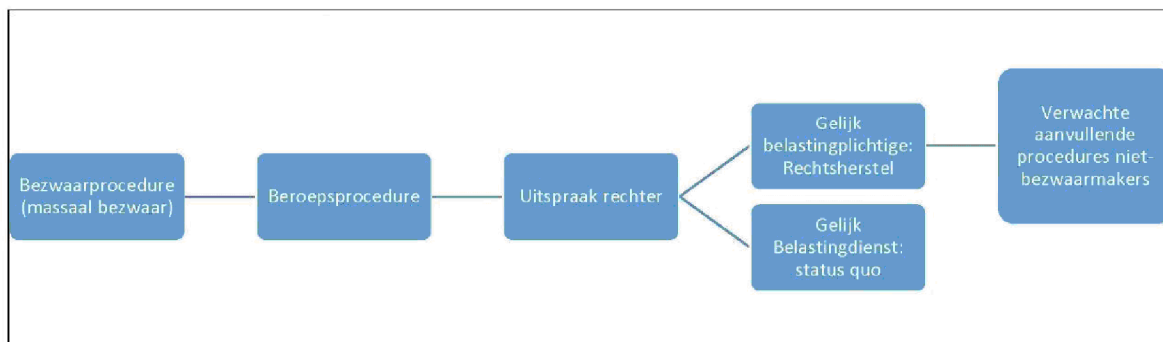 Bezwaarprocedure
(massaal bezwaar)
Beroepsprocedure
Uitspraak rechter
Gelijk
belastingplichtige:
Rechtsherstel
Gelijk
Belastingdienst:
status quo
Verwachte
aanvullende
procedures niet-
bezwaarmakers